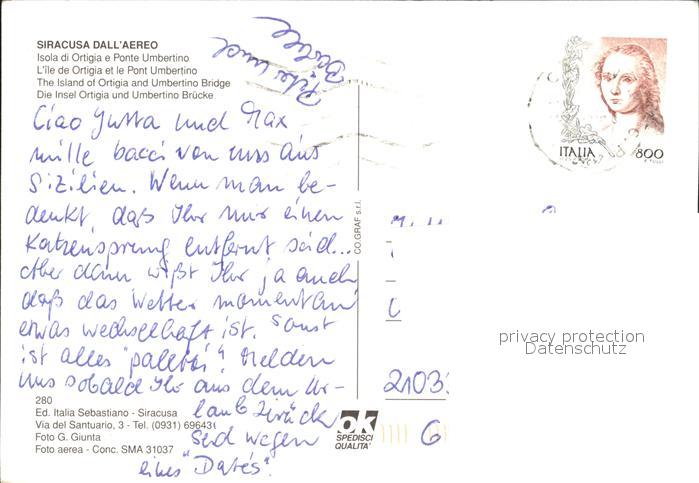 SIRACUSA DALL'AEREO
Isola di Ortigia e Ponte Umbertino
L'île de Ortigia et le Pont Umbertino
The Island of Ortigia and Umbertino Bridge
Die Insel Ortigia und Umbertino Brücke
Ciao Jutta und Max
mille bacci von uns aus
Sizilien. Wenn man be-
denkt, daß Ihr nur einen
Katzensprung entfernt seid...
Aber dann wißt Ihr ja auch
daß das Wetter momentan
etwas wechselhaft ist. Sonst
ist alles "paletti". Melden
uns sobald Ihr aus dem Ur-
laub zurück
seid wegen
eines "Datés".
und
CO.GRAF s.r.l.
ITALIA
800
2103
6
280
Ed. Italia Sebastiano - Siracusa
Via del Santuario, 3 - Tel. (0931) 69643
Foto G. Giunta
Foto aerea - Conc. SMA 31037
ok
SPEDISCI
QUALITA'
privacy protection
Datenschutz